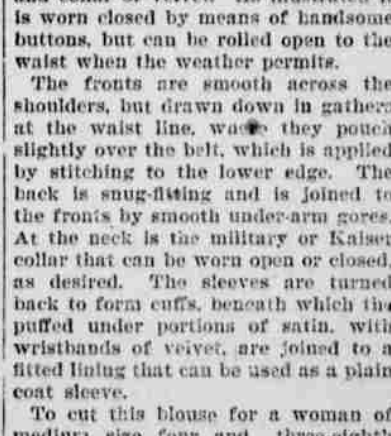 is worn closed by means of handsome
buttons, but can be rolled open to the
waist when the weather permits.
The fronts are smooth across the
shoulders, but drawn down in gathers
at the waist line, they pouch
slightly over the belt, which is applied
by stitching to the lower edge. The
back is snug-fitting and is joined to
the fronts by smooth under-arm gores.
At the neck is the military or Kaiser
collar that can be worn open or closed,
as desired. The sleeves are turned
back to form cuffs, beneath which the
puffed under portions of satin, with
wristbands of velvet, are joined to a
fitted lining that can be used as a plain
coat sleeve.
To cut this blouse for a woman of